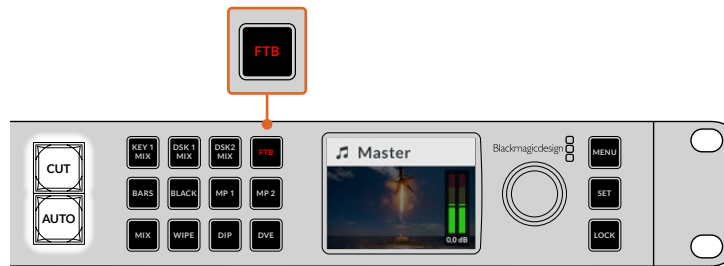 FTB
CUT
AUTO
KEY 1
MIX
DSK 1
MIX
DSK2
MIX
FTB
BARS
BLACK
MP 1
MP 2
MIX
WIPE
DIP
DVE
Master
0,0 dB
Blackmagicdesign
MENU
SET
LOCK